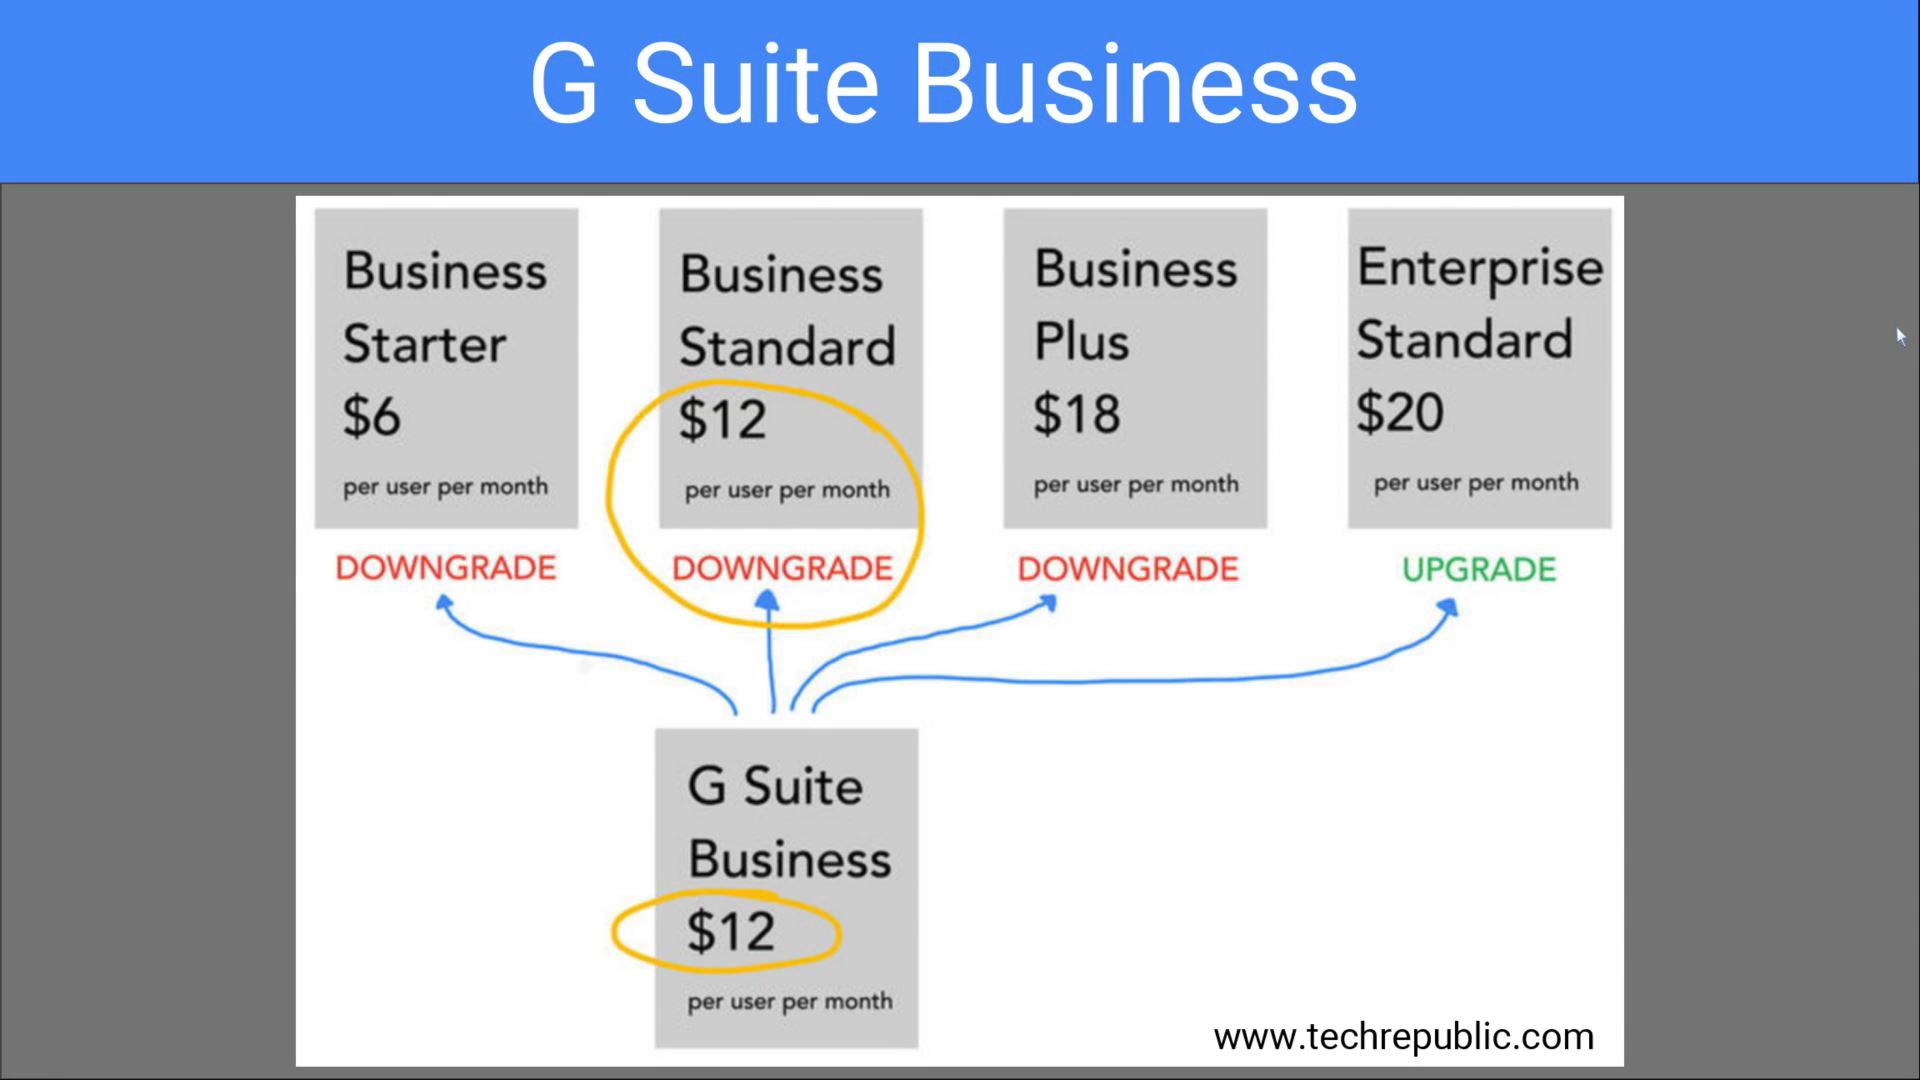 G Suite Business
Business
Starter
$6
per user per month
DOWNGRADE
Business
Standard
$12
per user per month
DOWNGRADE
Business
Plus
$18
per user per month
DOWNGRADE
Enterprise
Standard
$20
per user per month
UPGRADE
G Suite
Business
$12
per user per month
www.techrepublic.com